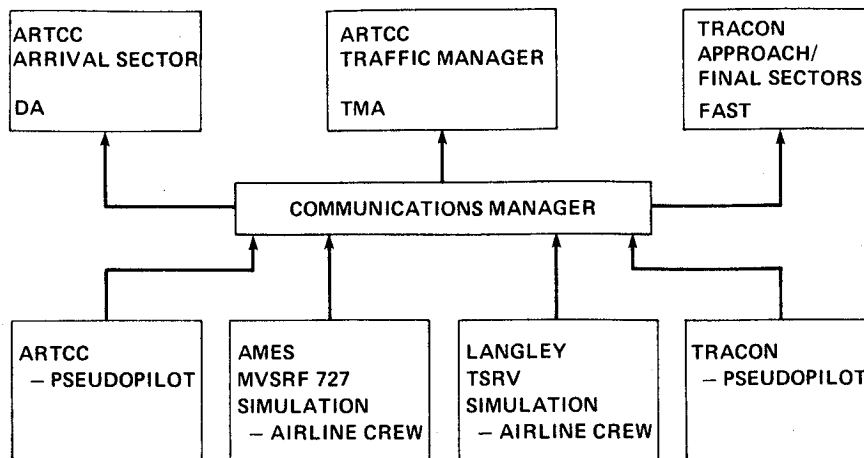 ARTCC
ARRIVAL SECTOR
DA
ARTCC
TRAFFIC MANAGER
TMA
TRACON
APPROACH/
FINAL SECTORS
FAST
COMMUNICATIONS MANAGER
ARTCC
– PSEUDOPILOT
AMES
MVSRF 727
SIMULATION
– AIRLINE CREW
LANGLEY
TSRV
SIMULATION
– AIRLINE CREW
TRACON
– PSEUDOPILOT